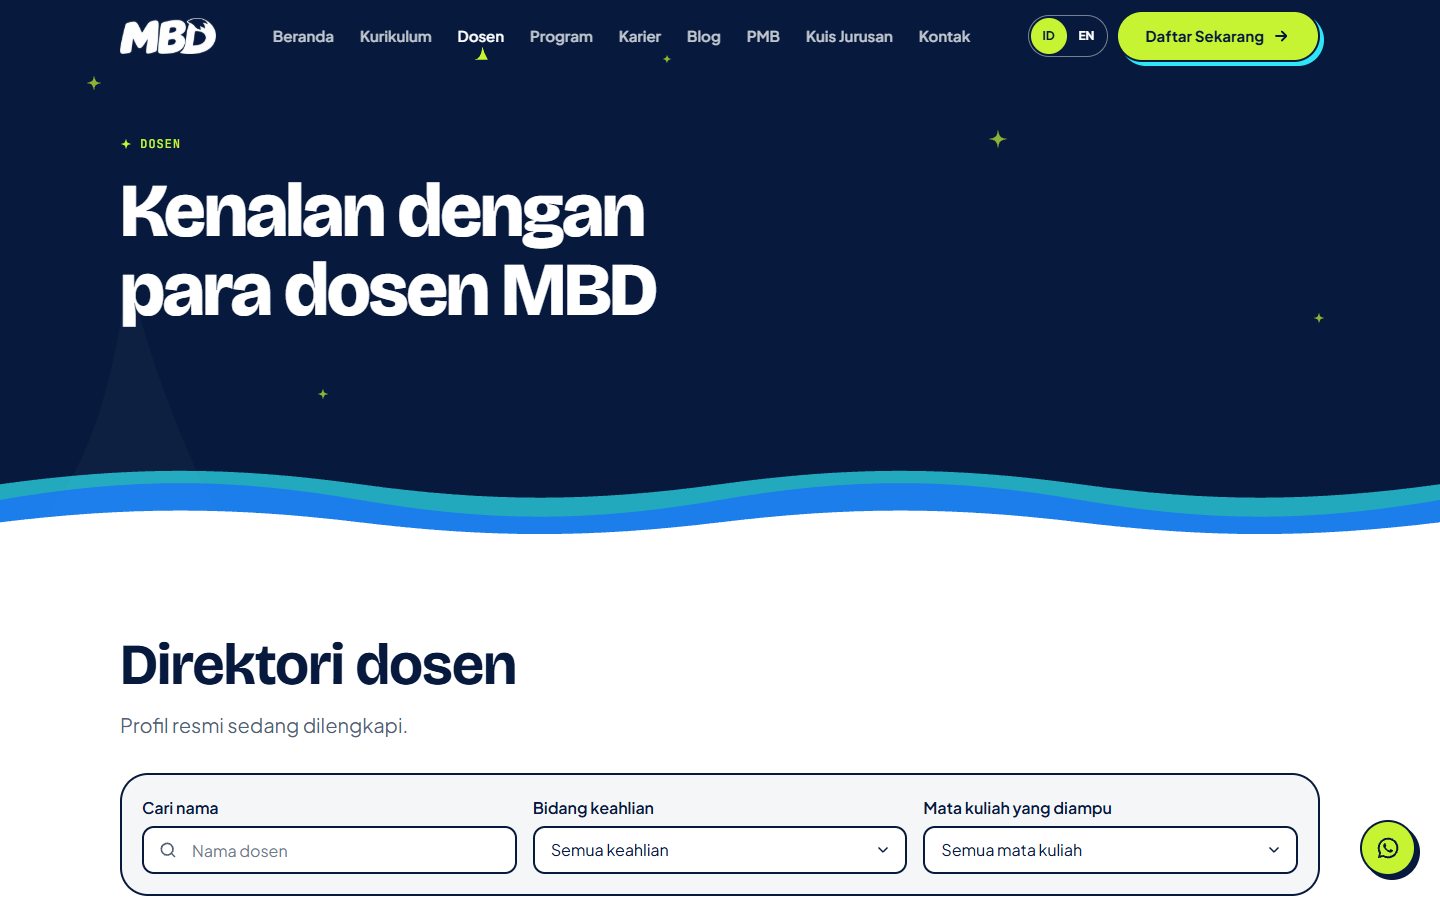 MBD
Beranda Kurikulum Dosen Program Karier Blog PMB Kuis Jurusan Kontak ID EN Daftar Sekarang
DOSEN
Kenalan dengan
para dosen MBD
Direktori dosen
Profil resmi sedang dilengkapi.
Cari nama Bidang keahlian Mata kuliah yang diampu
Nama dosen Semua keahlian Semua mata kuliah